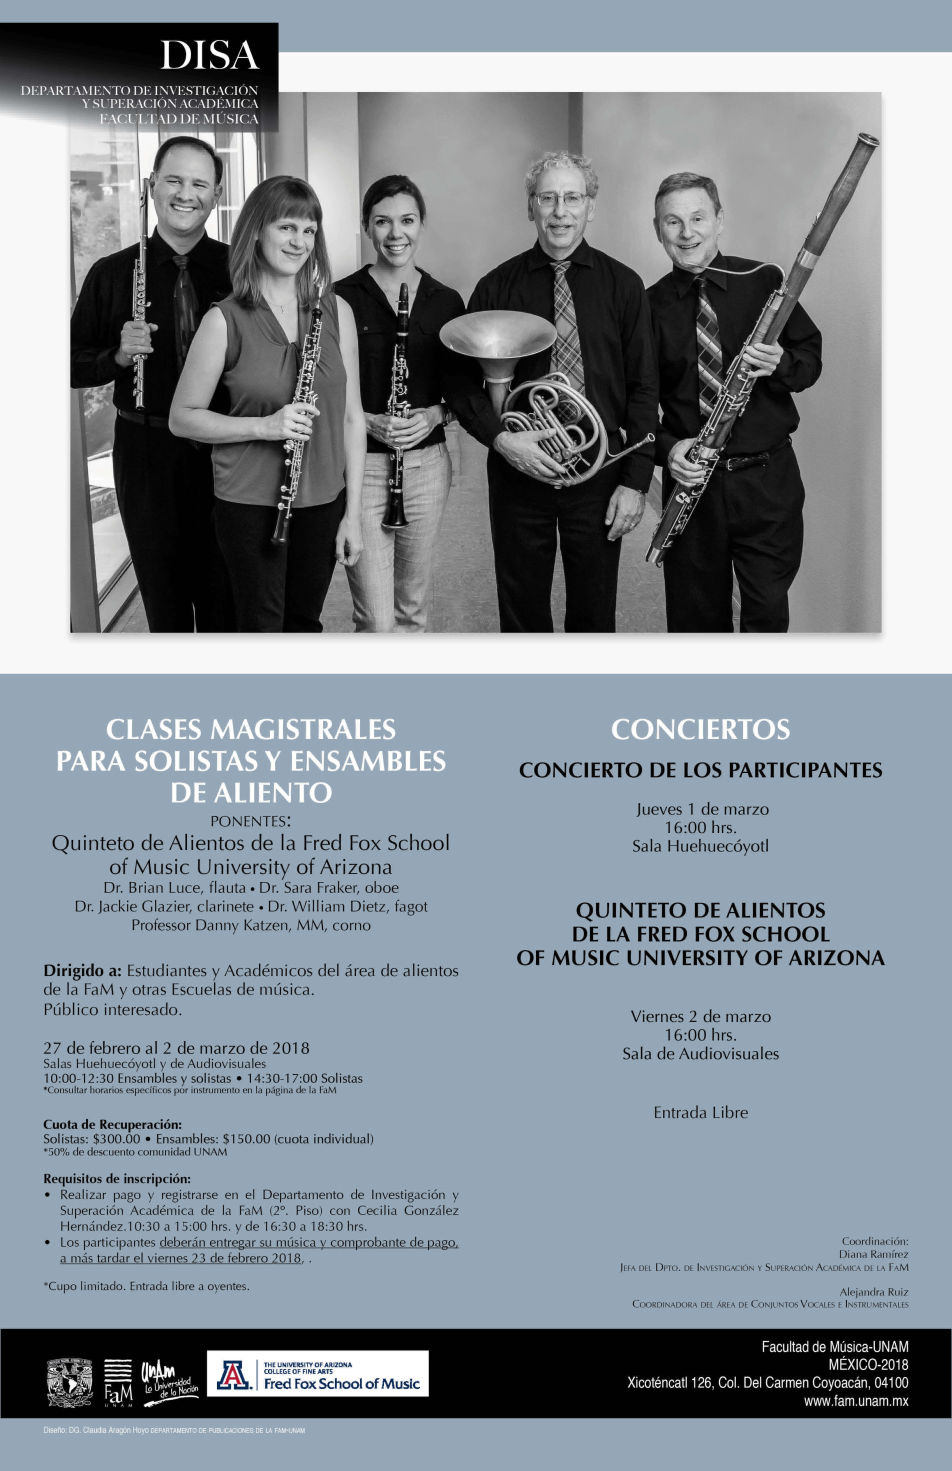 DISA
DEPARTAMENTO DE INVESTIGACIÓN
Y SUPERACIÓN ACADÉMICA
FACULTAD DE MÚSICA
CLASES MAGISTRALES
PARA SOLISTAS Y ENSAMBLES
DE ALIENTO
PONENTES:
Quinteto de Alientos de la Fred Fox School
of Music University of Arizona
Dr. Brian Luce, flauta • Dr. Sara Fraker, oboe
Dr. Jackie Glazier, clarinete • Dr. William Dietz, fagot
Professor Danny Katzen, MM, corno
Dirigido a: Estudiantes y Académicos del área de alientos
de la FaM y otras Escuelas de música.
Público interesado.
27 de febrero al 2 de marzo de 2018
Salas Huehuecóyotl y de Audiovisuales
10:00-12:30 Ensambles y solistas • 14:30-17:00 Solistas
*Consultar horarios específicos por instrumento en la página de la FaM
Cuota de Recuperación:
Solistas: $300.00 • Ensambles: $150.00 (cuota individual)
*50% de descuento comunidad UNAM
Requisitos de inscripción:
• Realizar pago y registrarse en el Departamento de Investigación y
Superación Académica de la FaM (2º. Piso) con Cecilia González
Hernández.10:30 a 15:00 hrs. y de 16:30 a 18:30 hrs.
• Los participantes deberán entregar su música y comprobante de pago,
a más tardar el viernes 23 de febrero 2018, .
*Cupo limitado. Entrada libre a oyentes.
CONCIERTOS
CONCIERTO DE LOS PARTICIPANTES
Jueves 1 de marzo
16:00 hrs.
Sala Huehuecóyotl
QUINTETO DE ALIENTOS
DE LA FRED FOX SCHOOL
OF MUSIC UNIVERSITY OF ARIZONA
Viernes 2 de marzo
16:00 hrs.
Sala de Audiovisuales
Entrada Libre
Coordinación:
Diana Ramírez
JEFA DEL DPTO. DE INVESTIGACIÓN Y SUPERACIÓN ACADÉMICA DE LA FAM
Alejandra Ruiz
COORDINADORA DEL ÁREA DE CONJUNTOS VOCALES E INSTRUMENTALES
FaM
UNAM
UNAM
La Universidad
de la Nación
A
THE UNIVERSITY OF ARIZONA
COLLEGE OF FINE ARTS
Fred Fox School of Music
Facultad de Música-UNAM
MÉXICO-2018
Xicoténcatl 126, Col. Del Carmen Coyoacán, 04100
www.fam.unam.mx
Diseño: DG. Claudia Aragón Hoyo DEPARTAMENTO DE PUBLICACIONES DE LA FAM-UNAM